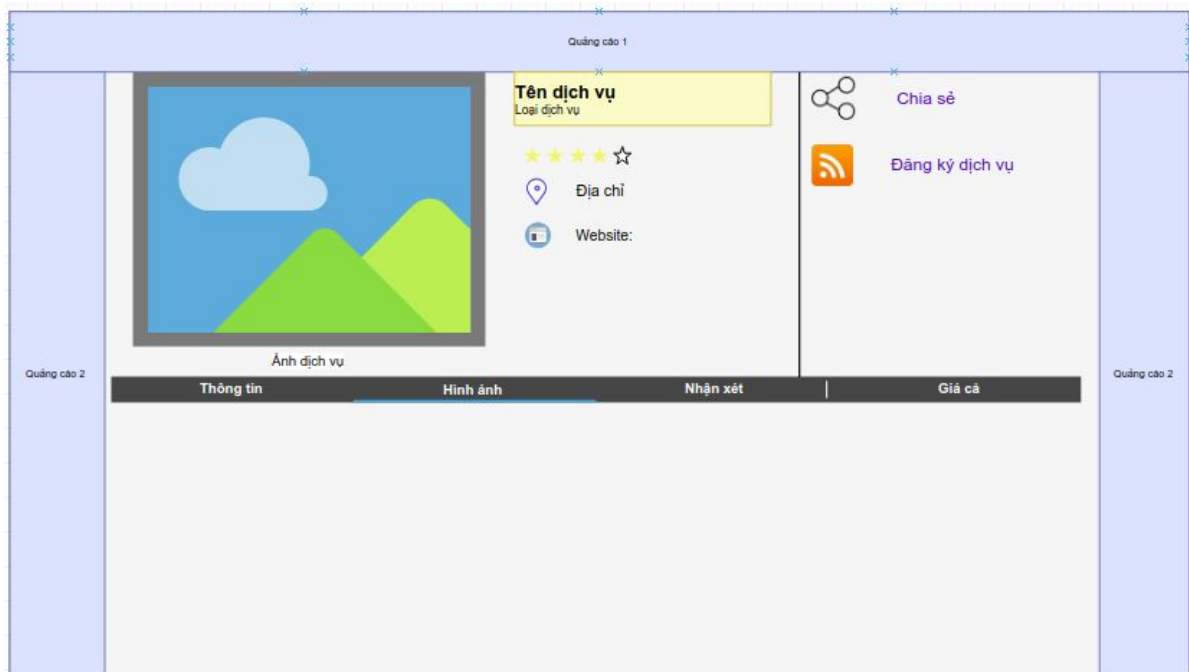 Quảng cáo 1
Tên dịch vụ
Loại dịch vụ
Địa chỉ
Website:
Chia sẻ
Đăng ký dịch vụ
Ảnh dịch vụ
Quảng cáo 2
Quảng cáo 2
Thông tin
Hình ảnh
Nhận xét
Giá cả